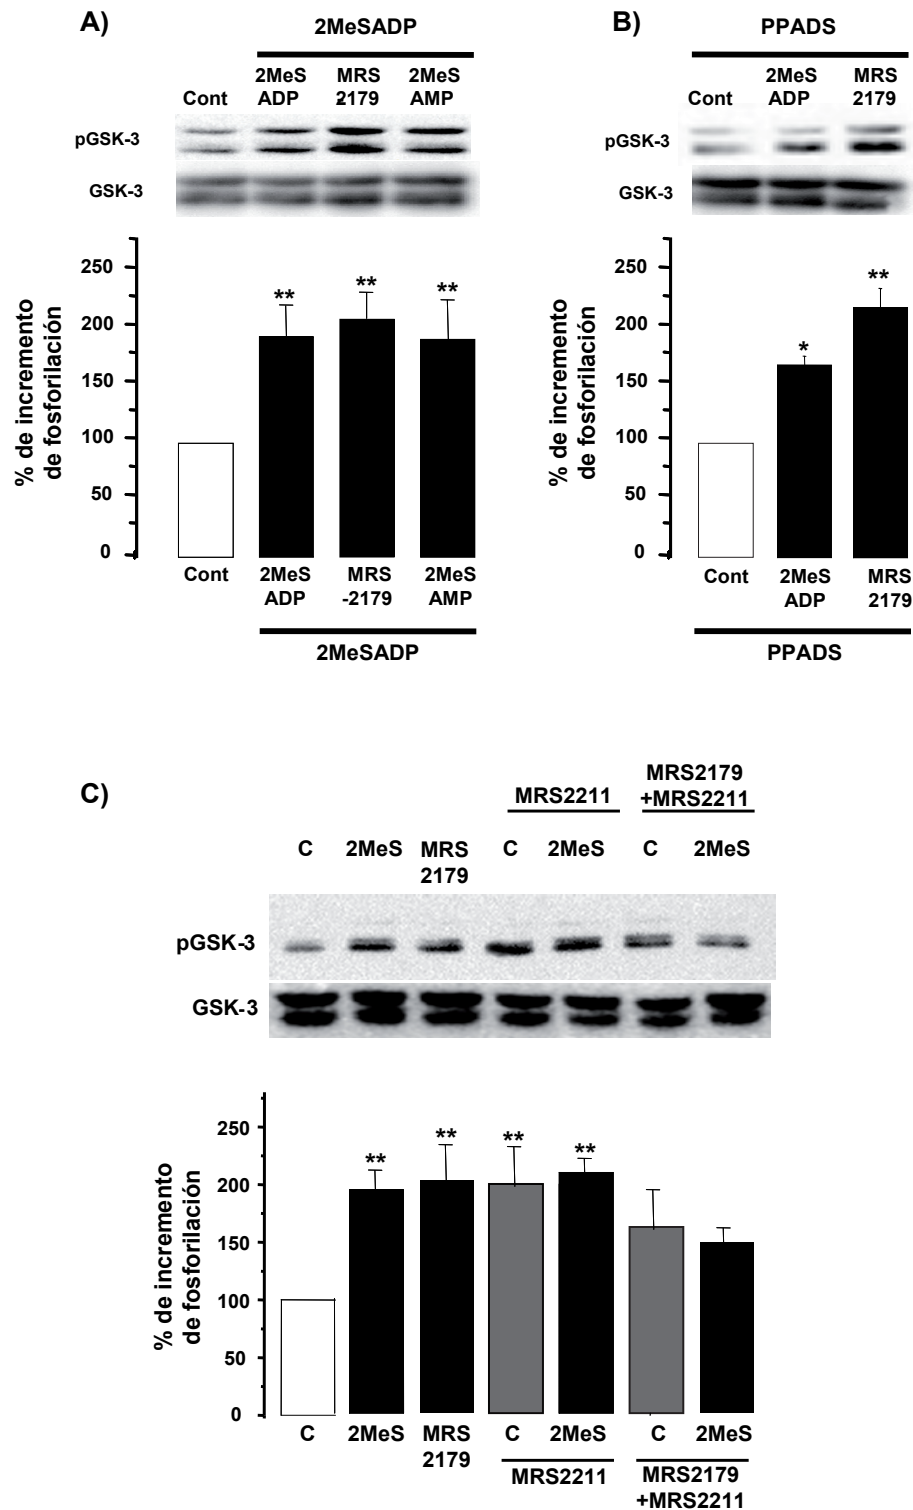 A)
2MeSADP
Cont
2MeS
ADP
MRS
2179
2MeS
AMP
pGSK-3
GSK-3
% de incremento
de fosforilación
250
200
150
100
50
0
**
**
**
Cont
2MeS
ADP
MRS
-2179
2MeS
AMP
2MeSADP
B)
PPADS
Cont
2MeS
ADP
MRS
2179
pGSK-3
GSK-3
% de incremento
de fosforilación
250
200
150
100
50
0
*
**
Cont
2MeS
ADP
MRS
2179
PPADS
C)
MRS2211
MRS2179
+MRS2211
C
2MeS
MRS
2179
C
2MeS
C
2MeS
pGSK-3
GSK-3
% de incremento
de fosforilación
250
200
150
100
50
0
**
**
**
**
C
2MeS
MRS
2179
C
2MeS
C
2MeS
MRS2211
MRS2179
+MRS2211